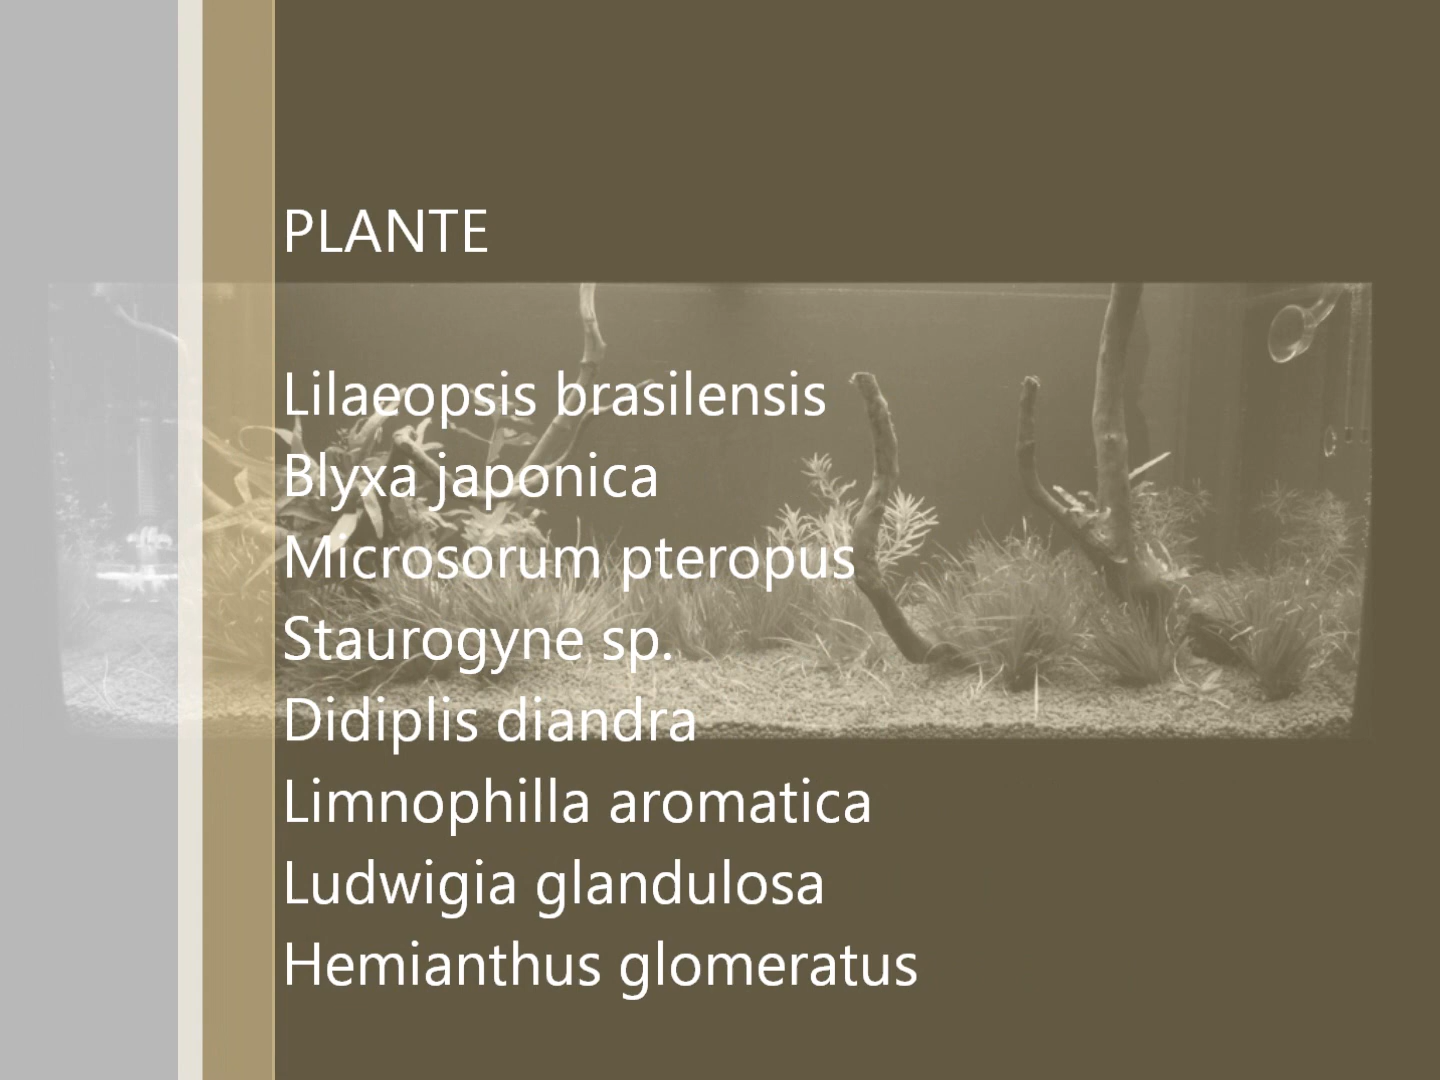 PLANTE
Lilaeopsis brasilensis
Blyxa japonica
Microsorum pteropus
Staurogyne sp.
Didiplis diandra
Limnophilla aromatica
Ludwigia glandulosa
Hemianthus glomeratus